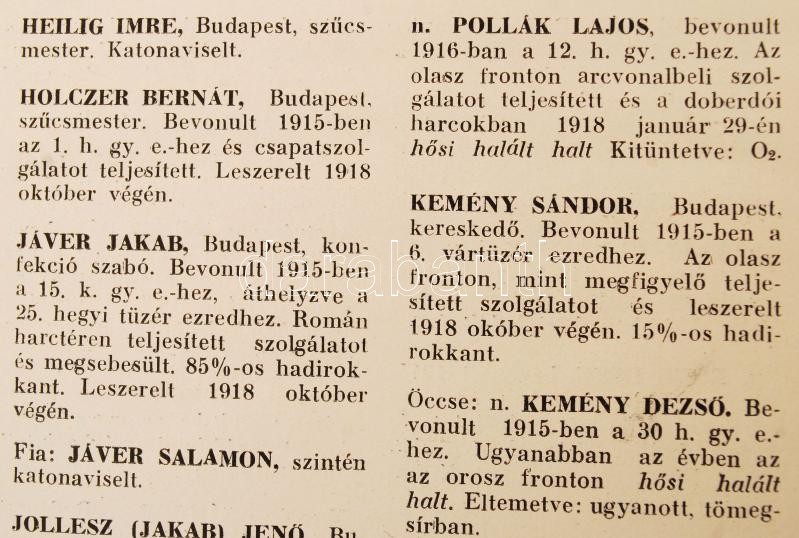 HEILIG IMRE, Budapest, szűcs-
mester. Katonaviselt.
HOLCZER BERNÁT, Budapest,
szűcsmester. Bevonult 1915-ben
az 1. h. gy. e.-hez és csapatszol-
gálatot teljesített. Leszerelt 1918
október végén.
JÁVER JAKAB, Budapest, kon-
fekció szabó. Bevonult 1915-ben
a 15. k. gy. e.-hez, áthelyzve a
25. hegyi tüzér ezredhez. Román
harctéren teljesített szolgálatot
és megsebesült. 85%-os hadirok-
kant. Leszerelt 1918 október
végén.
Fia: JÁVER SALAMON, szintén
katonaviselt.
JOLLESZ (JAKAB) JENŐ, Bu-
n. POLLÁK LAJOS, bevonult
1916-ban a 12. h. gy. e.-hez. Az
olasz fronton arcvonalbeli szol-
gálatot teljesített és a doberdói
harcokban 1918 január 29-én
hősi halált halt Kitüntetve: O₂.
KEMÉNY SÁNDOR, Budapest,
kereskedő. Bevonult 1915-ben a
6. vártüzér ezredhez. Az olasz
fronton, mint megfigyelő telje-
sített szolgálatot és leszerelt
1918 okóber végén. 15%-os hadi-
rokkant.
Öccse: n. KEMÉNY DEZSŐ. Be-
vonult 1915-ben a 30 h. gy. e.-
hez. Ugyanabban az évben az
az orosz fronton hősi halált
halt. Eltemetve: ugyanott, tömeg-
sírban.
darabanth